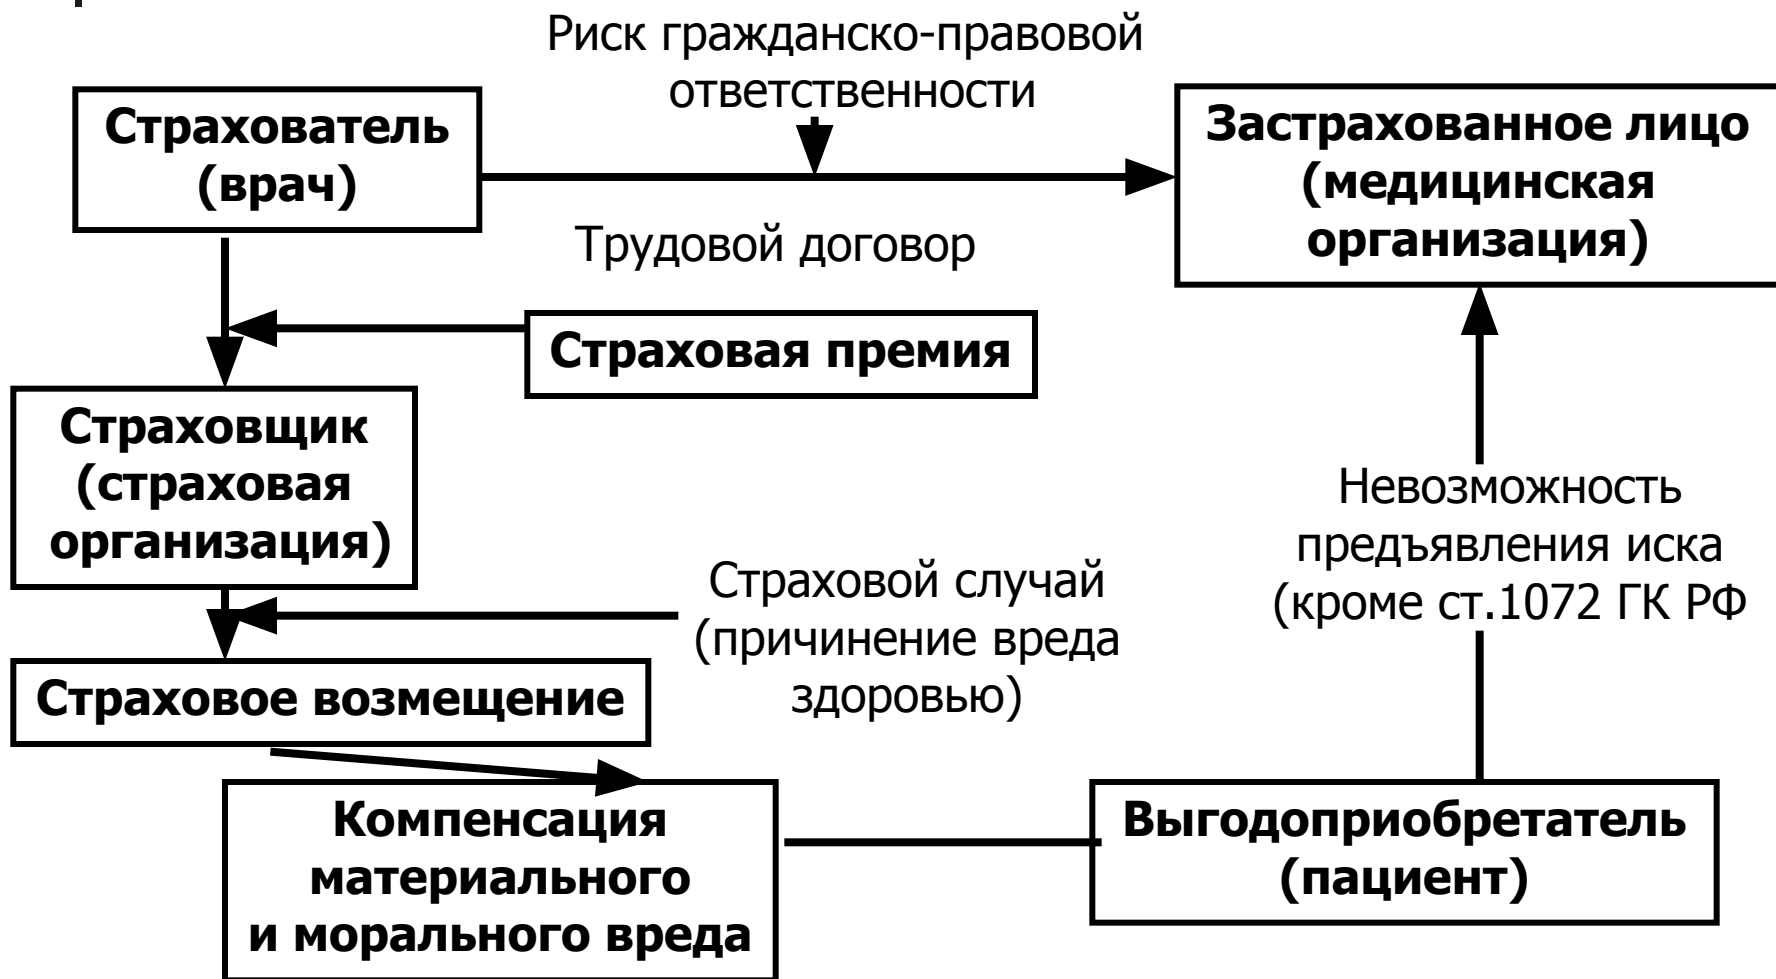 Риск гражданско-правовой
ответственности
Страхователь
(врач)
Застрахованное лицо
(медицинская
организация)
Трудовой договор
Страховая премия
Страховщик
(страховая
организация)
Невозможность
предъявления иска
(кроме ст.1072 ГК РФ
Страховой случай
(причинение вреда
здоровью)
Страховое возмещение
Компенсация
материального
и морального вреда
Выгодоприобретатель
(пациент)